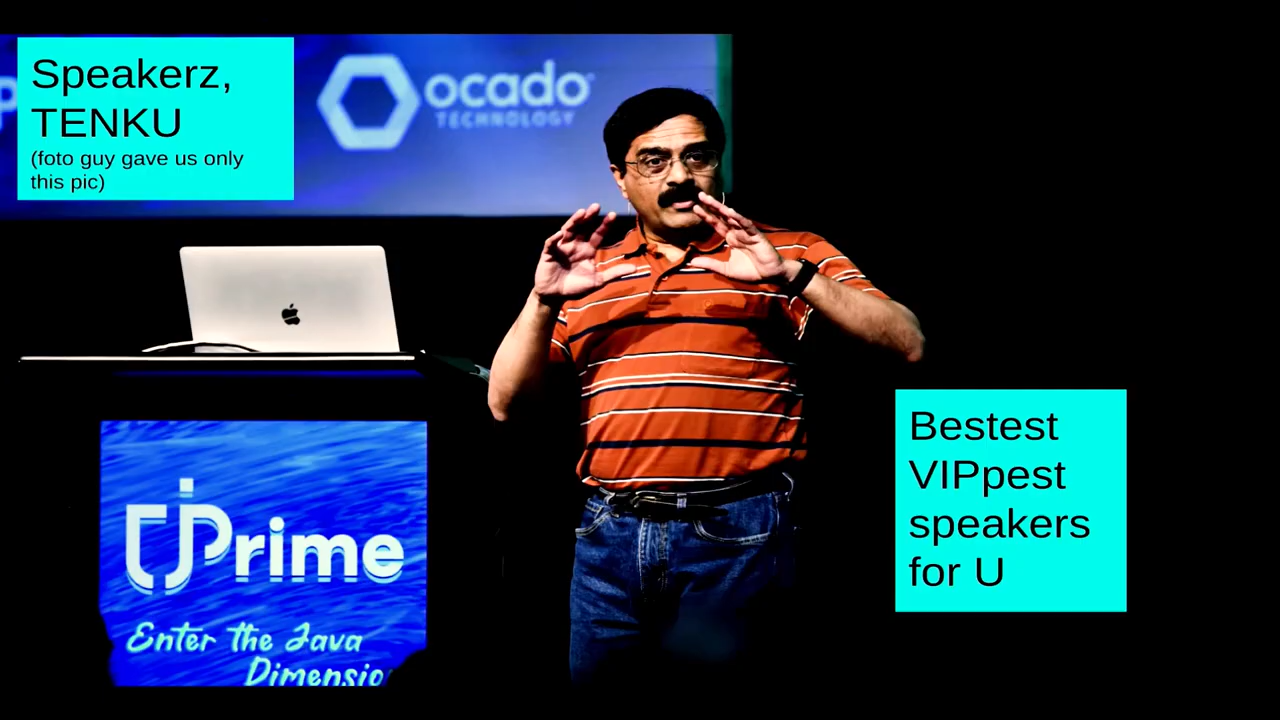 Speakerz,
TENKU
(foto guy gave us only
this pic)
ocado
TECHNOLOGY
Bestest
VIPpest
speakers
for U
JPrime
Enter the Java
Dimension